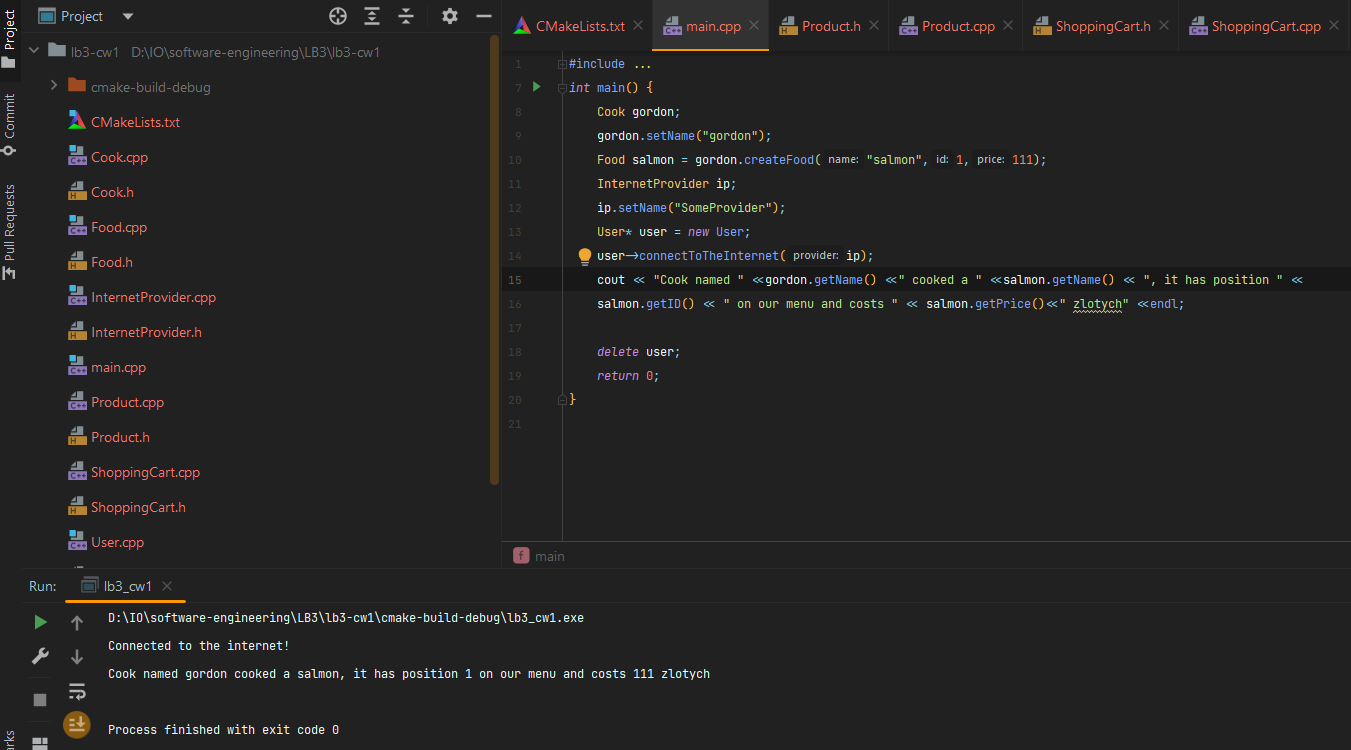 Project
CMakeLists.txt
main.cpp
Product.h
Product.cpp
ShoppingCart.h
ShoppingCart.cpp
Project
Commit
Pull Requests
lb3-cw1 D:\IO\software-engineering\LB3\lb3-cw1
cmake-build-debug
CMakeLists.txt
Cook.cpp
Cook.h
Food.cpp
Food.h
InternetProvider.cpp
InternetProvider.h
main.cpp
Product.cpp
Product.h
ShoppingCart.cpp
ShoppingCart.h
User.cpp
1 #include ...
7 int main() {
8 Cook gordon;
9 gordon.setName("gordon");
10 Food salmon = gordon.createFood( name: "salmon", id: 1, price: 111);
11 InternetProvider ip;
12 ip.setName("SomeProvider");
13 User* user = new User;
14 user->connectToTheInternet( provider: ip);
15 cout << "Cook named " <<gordon.getName() <<" cooked a " <<salmon.getName() << ", it has position " <<
16 salmon.getID() << " on our menu and costs " << salmon.getPrice()<<" zlotych" <<endl;
17
18 delete user;
19 return 0;
20 }
21
f main
Run: lb3_cw1
D:\IO\software-engineering\LB3\lb3-cw1\cmake-build-debug\lb3_cw1.exe
Connected to the internet!
Cook named gordon cooked a salmon, it has position 1 on our menu and costs 111 zlotych
Process finished with exit code 0